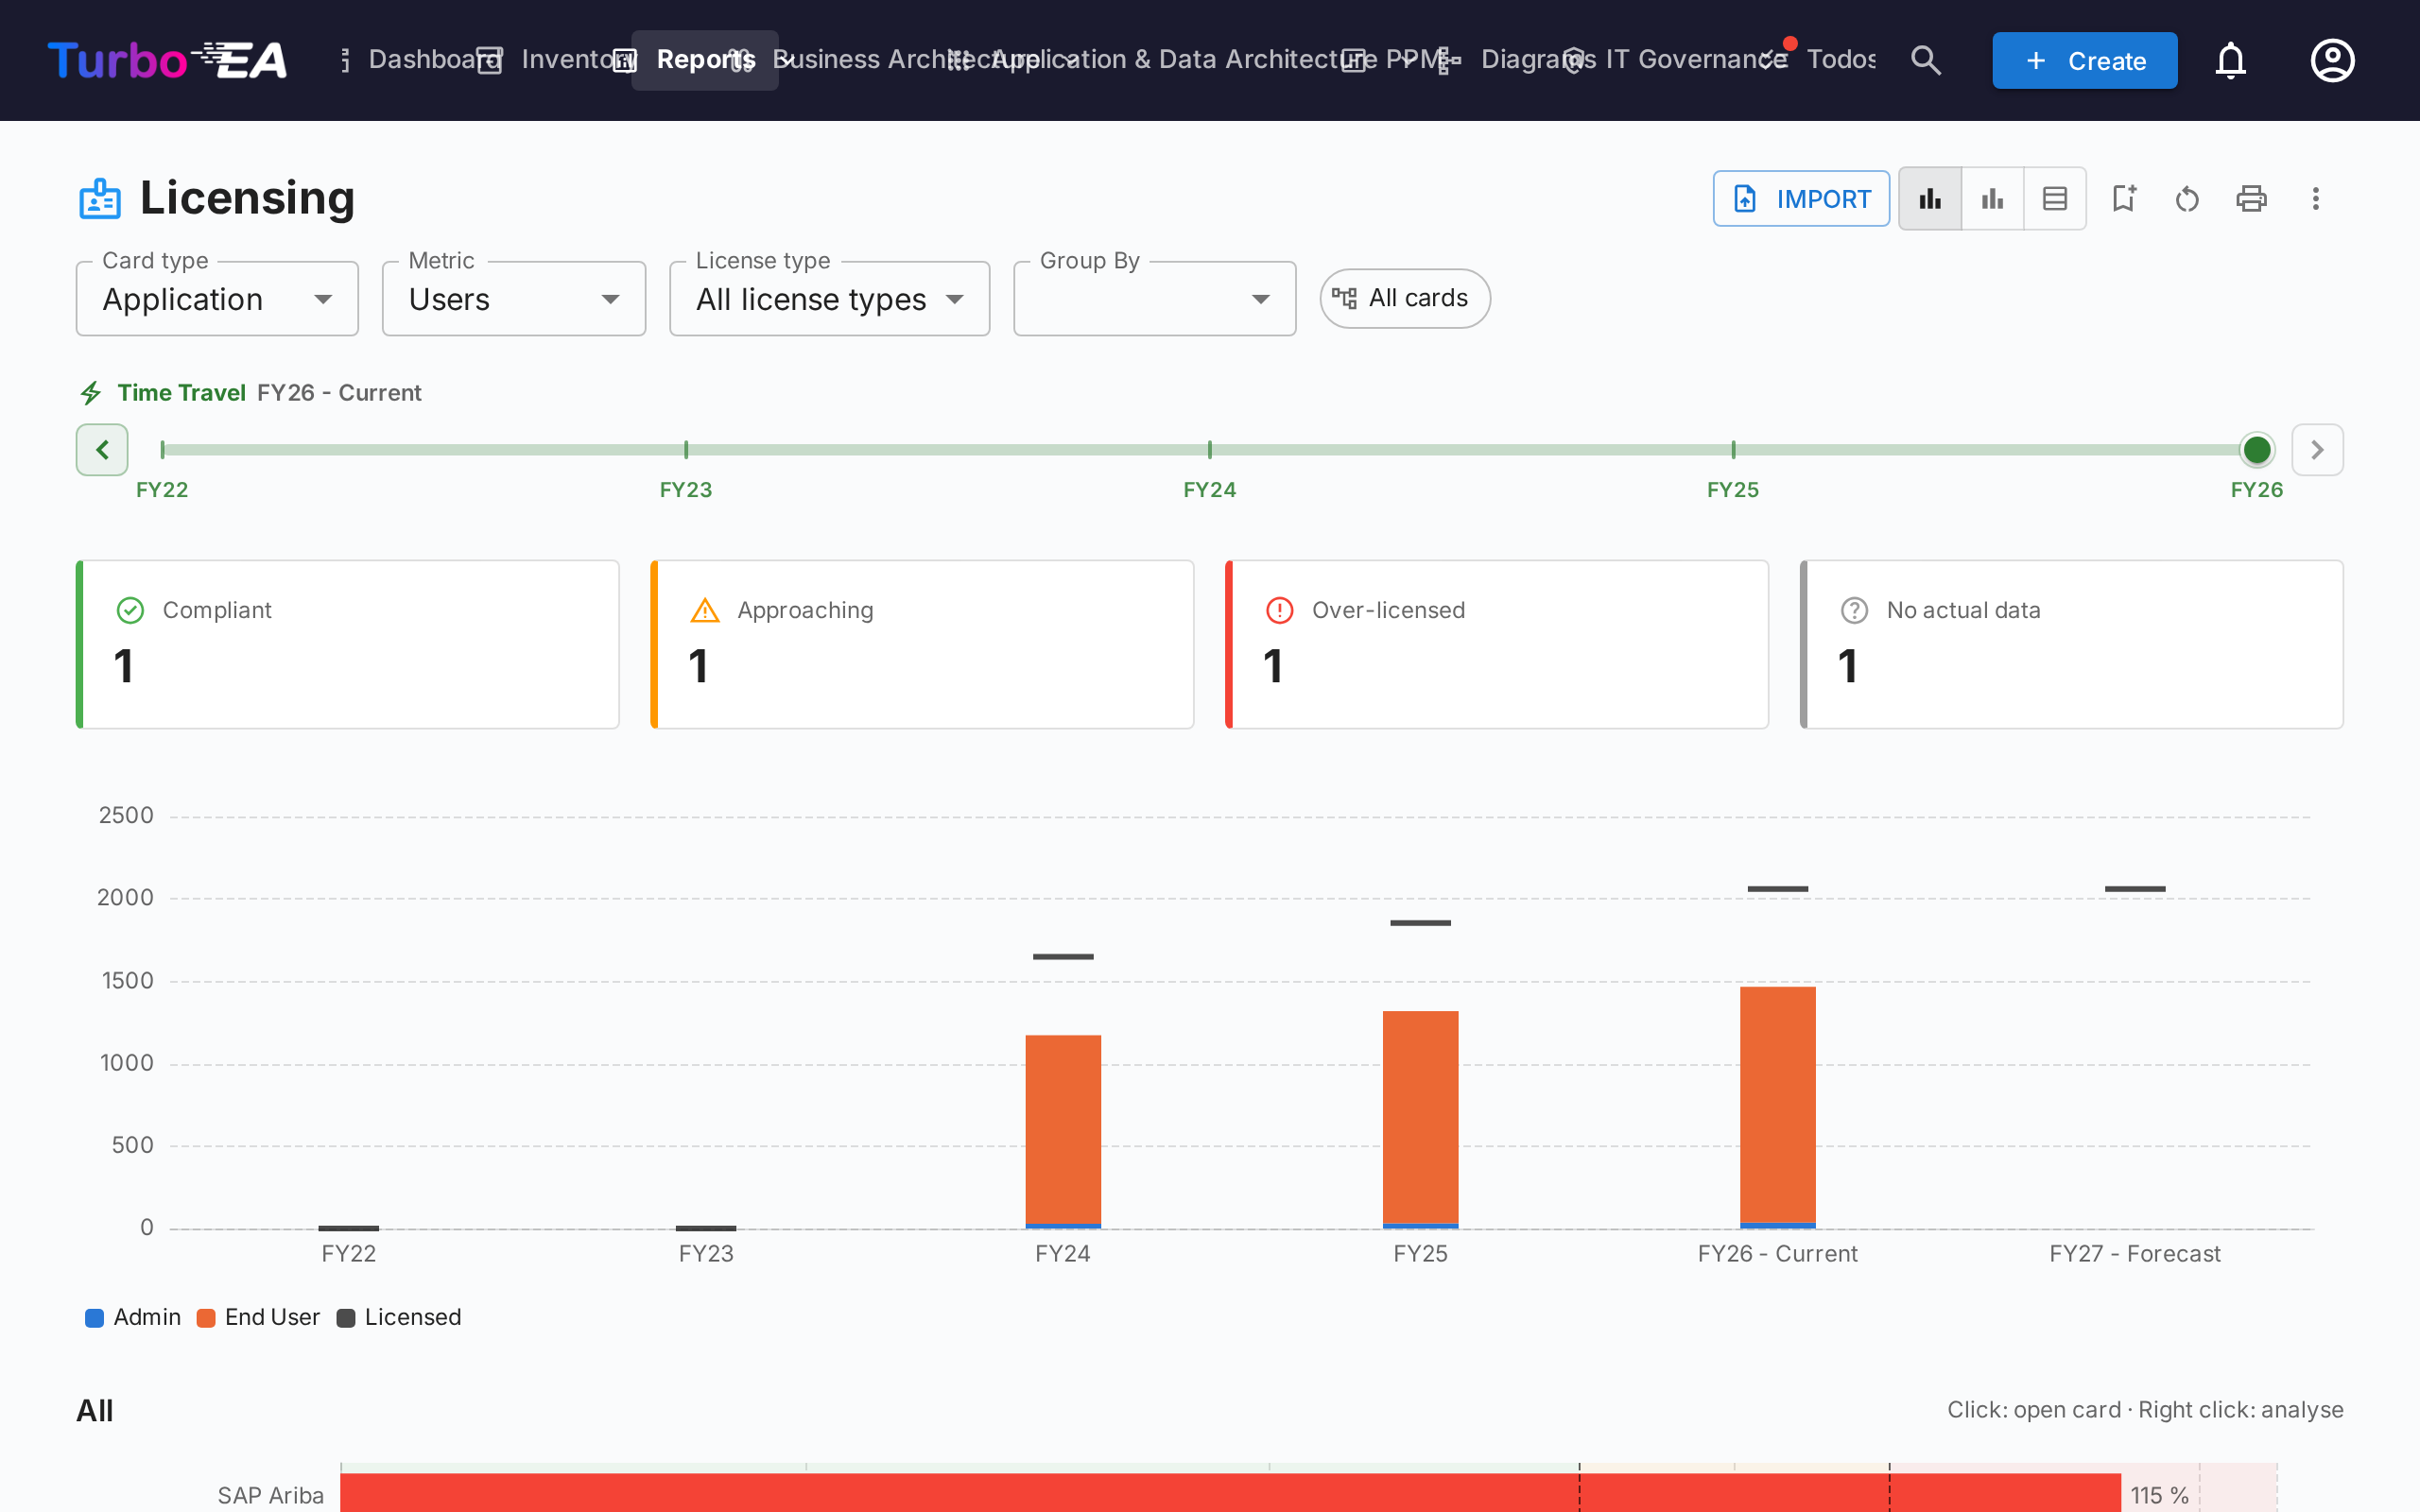 Turbo EA
Dashboard Inventory Reports Business Architecture Application & Data Architecture PPM Diagrams IT Governance Todos
Create
Licensing
IMPORT
Card type
Application
Metric
Users
License type
All license types
Group By
All cards
Time Travel FY26 - Current
FY22 FY23 FY24 FY25 FY26
Compliant
1
Approaching
1
Over-licensed
1
No actual data
1
2500
2000
1500
1000
500
0
FY22 FY23 FY24 FY25 FY26 - Current FY27 - Forecast
Admin End User Licensed
All
Click: open card · Right click: analyse
SAP Ariba
115 %